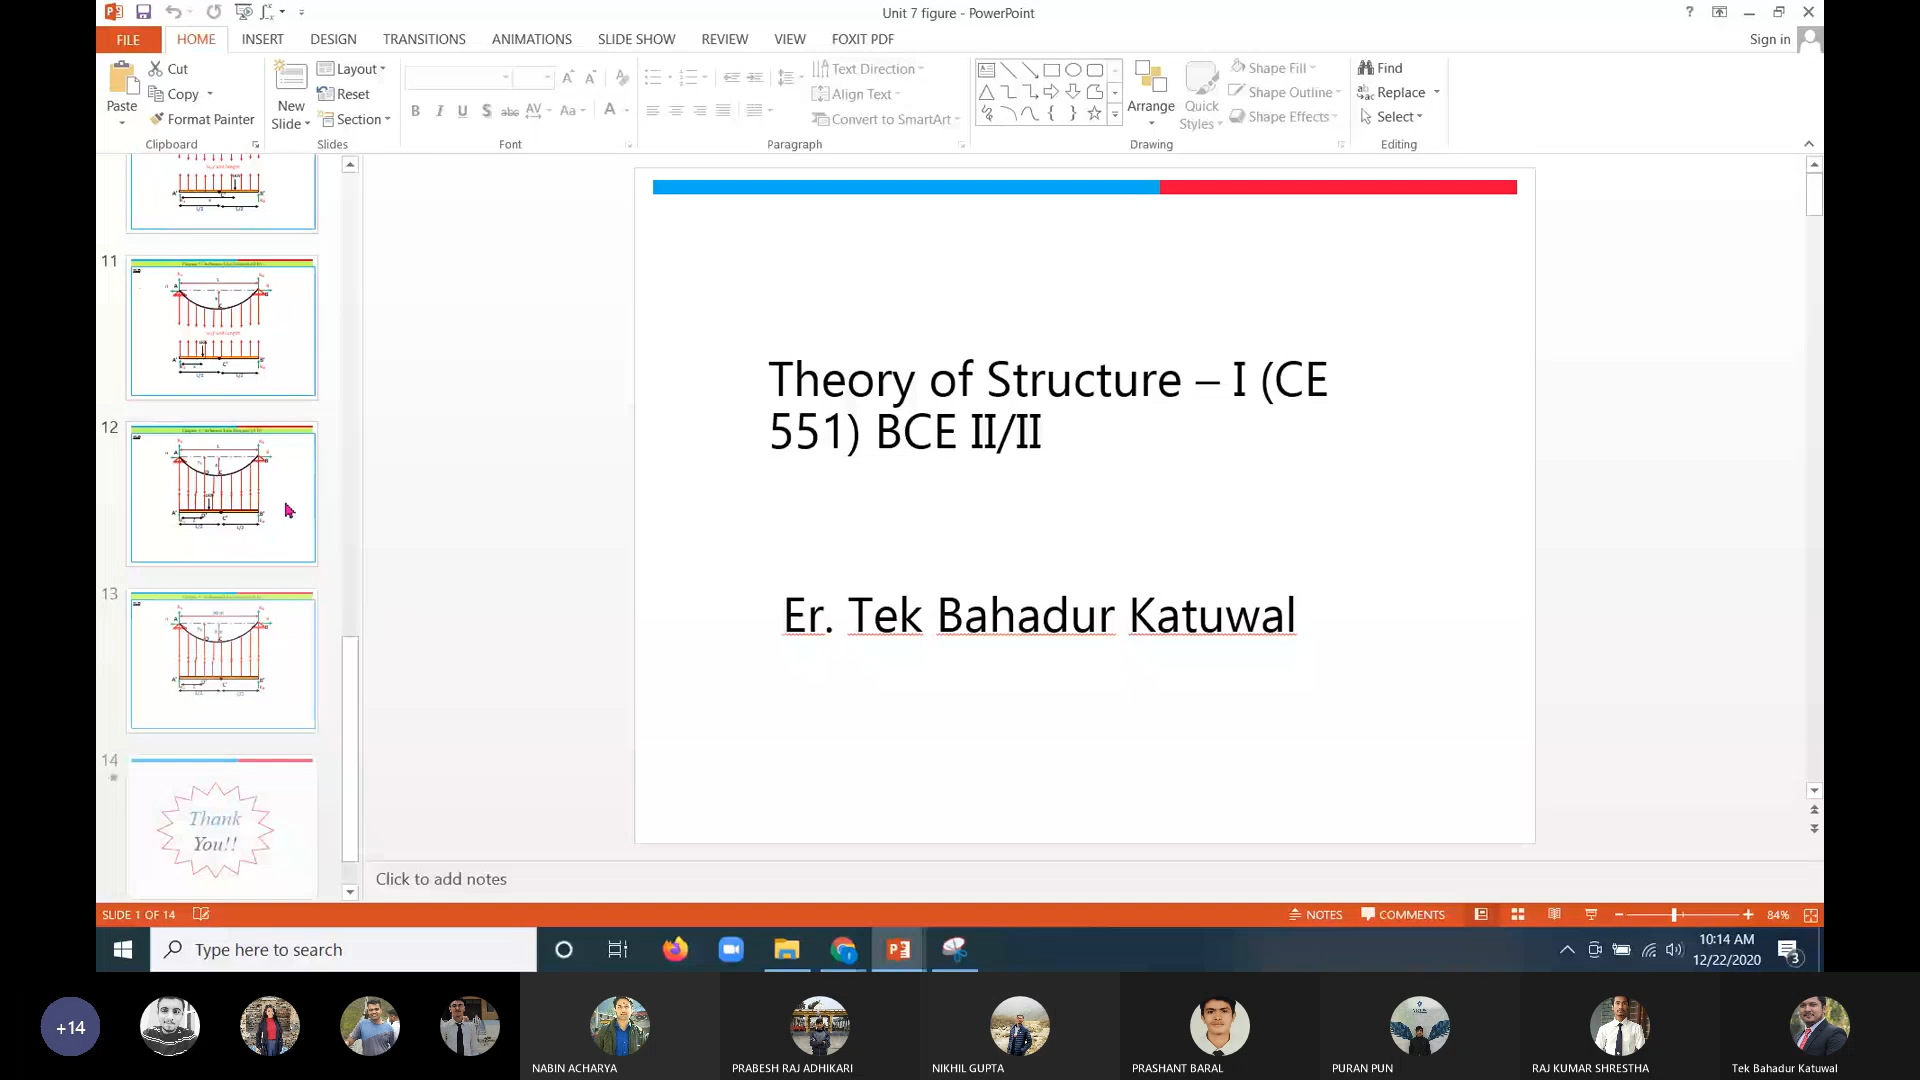 Unit 7 figure - PowerPoint
?
FILE
HOME
INSERT
DESIGN
TRANSITIONS
ANIMATIONS
SLIDE SHOW
REVIEW
VIEW
FOXIT PDF
Sign in
Paste
Cut
Copy
Format Painter
Clipboard
New
Slide
Layout
Reset
Section
Slides
B I U S abc AV Aa A
Font
Text Direction
Align Text
Convert to SmartArt
Paragraph
Arrange
Quick
Styles
Shape Fill
Shape Outline
Shape Effects
Drawing
Find
Replace
Select
Editing
11
12
13
14
Thank
You!!
Theory of Structure – I (CE
551) BCE II/II
Er. Tek Bahadur Katuwal
Click to add notes
SLIDE 1 OF 14
NOTES
COMMENTS
84%
Type here to search
10:14 AM
12/22/2020
3
+14
NABIN ACHARYA
PRABESH RAJ ADHIKARI
NIKHIL GUPTA
PRASHANT BARAL
PURAN PUN
RAJ KUMAR SHRESTHA
Tek Bahadur Katuwal